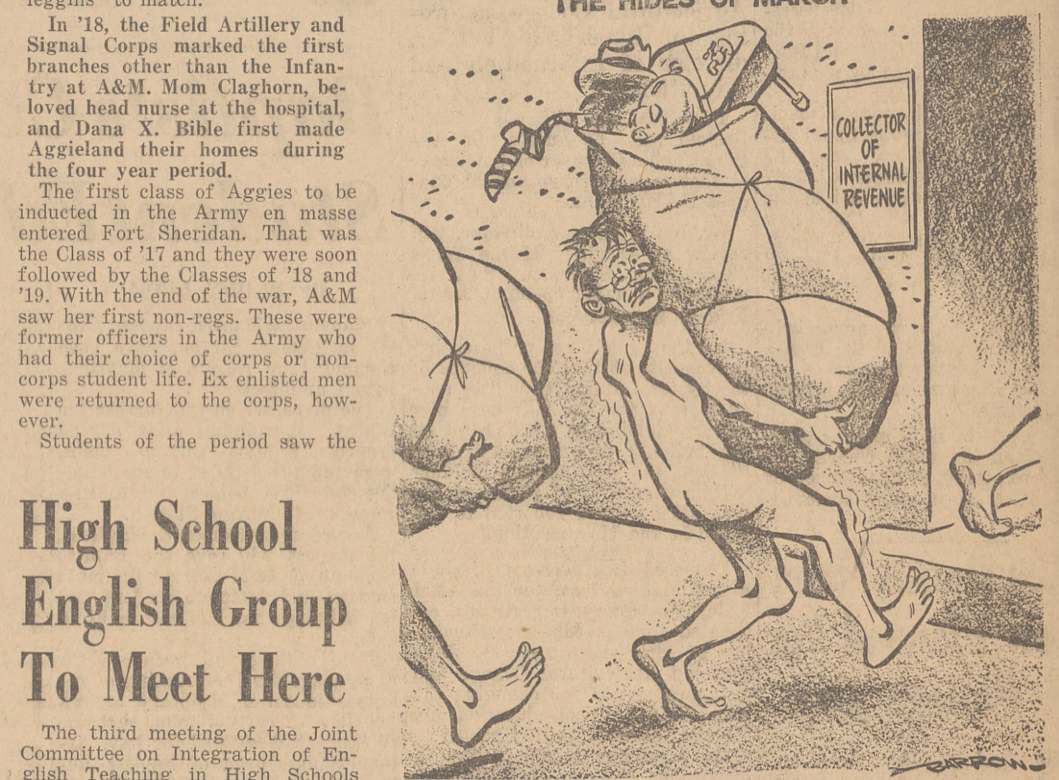 leggins to match.
In '18, the Field Artillery and
Signal Corps marked the first
branches other than the Infan-
try at A&M. Mom Claghorn, be-
loved head nurse at the hospital,
and Dana X. Bible first made
Aggieland their homes during
the four year period.
The first class of Aggies to be
inducted in the Army en masse
entered Fort Sheridan. That was
the Class of '17 and they were soon
followed by the Classes of '18 and
'19. With the end of the war, A&M
saw her first non-regs. These were
former officers in the Army who
had their choice of corps or non-
corps student life. Ex enlisted men
were returned to the corps, how-
ever.
Students of the period saw the
High School
English Group
To Meet Here
The third meeting of the Joint
Committee on Integration of En-
glish Teaching in High Schools
THE HIDES OF MARCH
COLLECTOR
OF
INTERNAL
REVENUE
BARROW